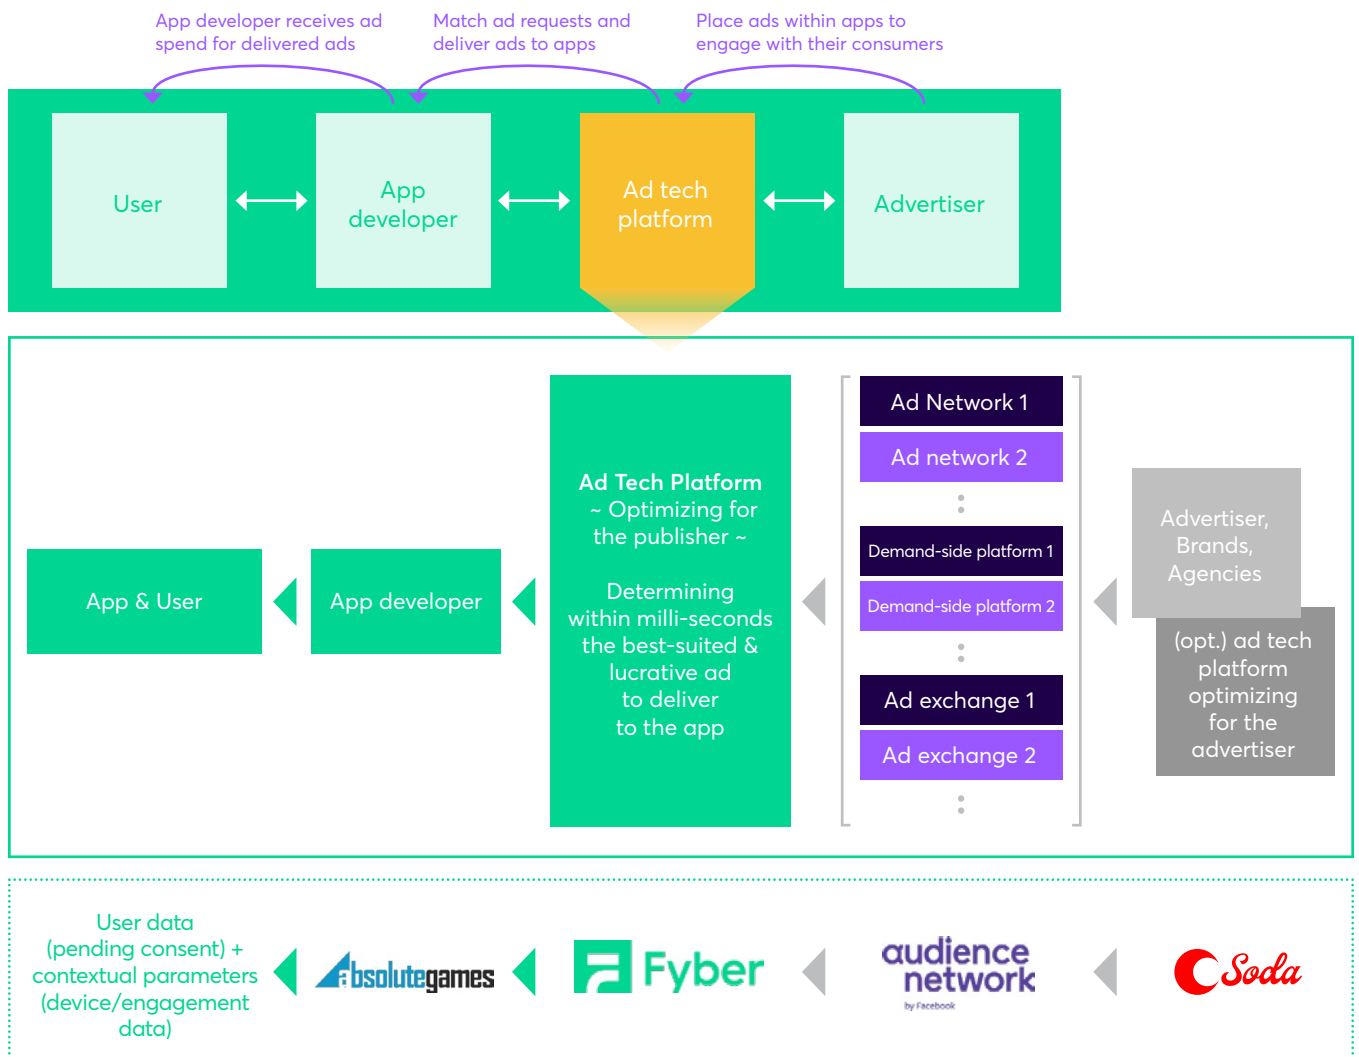 App developer receives ad
spend for delivered ads
Match ad requests and
deliver ads to apps
Place ads within apps to
engage with their consumers
User
App
developer
Ad tech
platform
Advertiser
Ad Tech Platform
~ Optimizing for
the publisher ~
Determining
within milli-seconds
the best-suited &
lucrative ad
to deliver
to the app
Ad Network 1
Ad network 2
Demand-side platform 1
Demand-side platform 2
Ad exchange 1
Ad exchange 2
Advertiser,
Brands,
Agencies
(opt.) ad tech
platform
optimizing
for the
advertiser
App & User
App developer
User data
(pending consent) +
contextual parameters
(device/engagement
data)
absolutegames
Fyber
audience
network
by Facebook
Soda